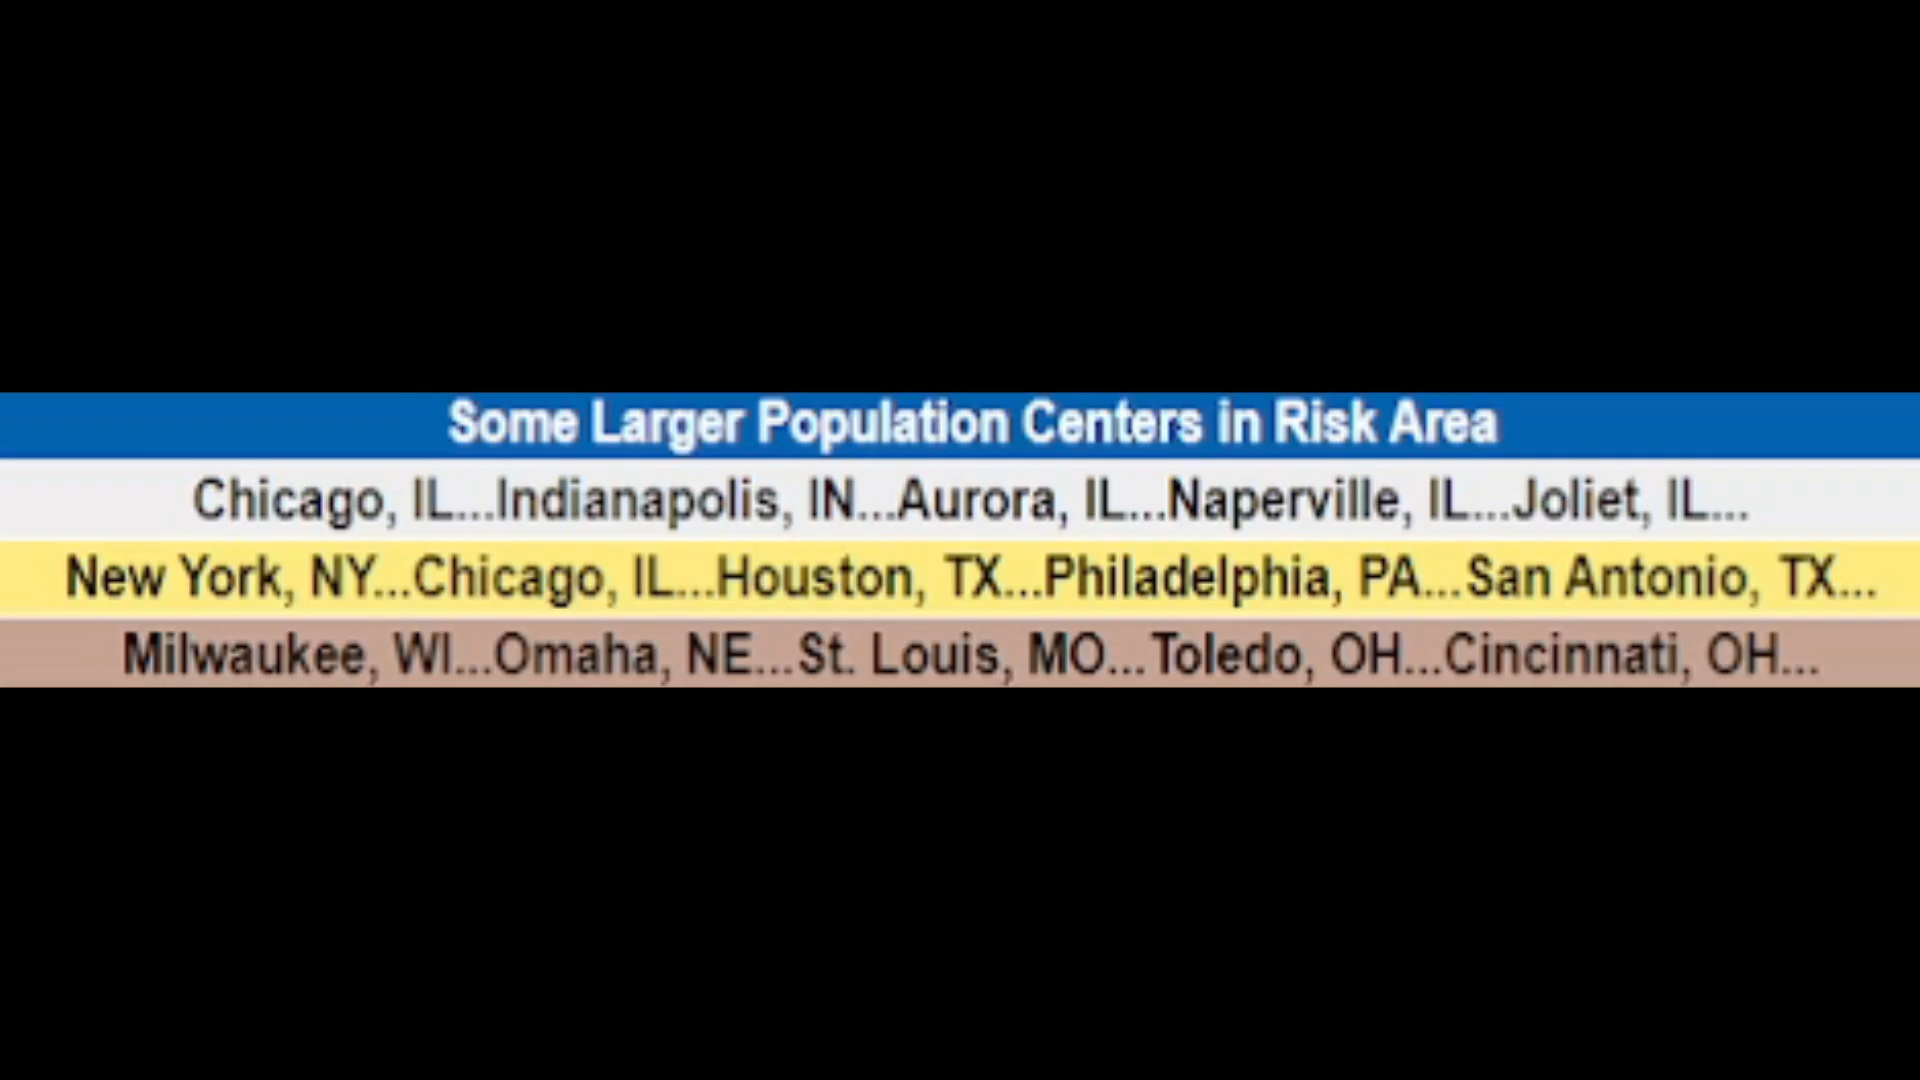 Some Larger Population Centers in Risk Area
Chicago, IL...Indianapolis, IN...Aurora, IL...Naperville, IL...Joliet, IL...
New York, NY...Chicago, IL...Houston, TX...Philadelphia, PA...San Antonio, TX...
Milwaukee, WI...Omaha, NE...St. Louis, MO...Toledo, OH...Cincinnati, OH...